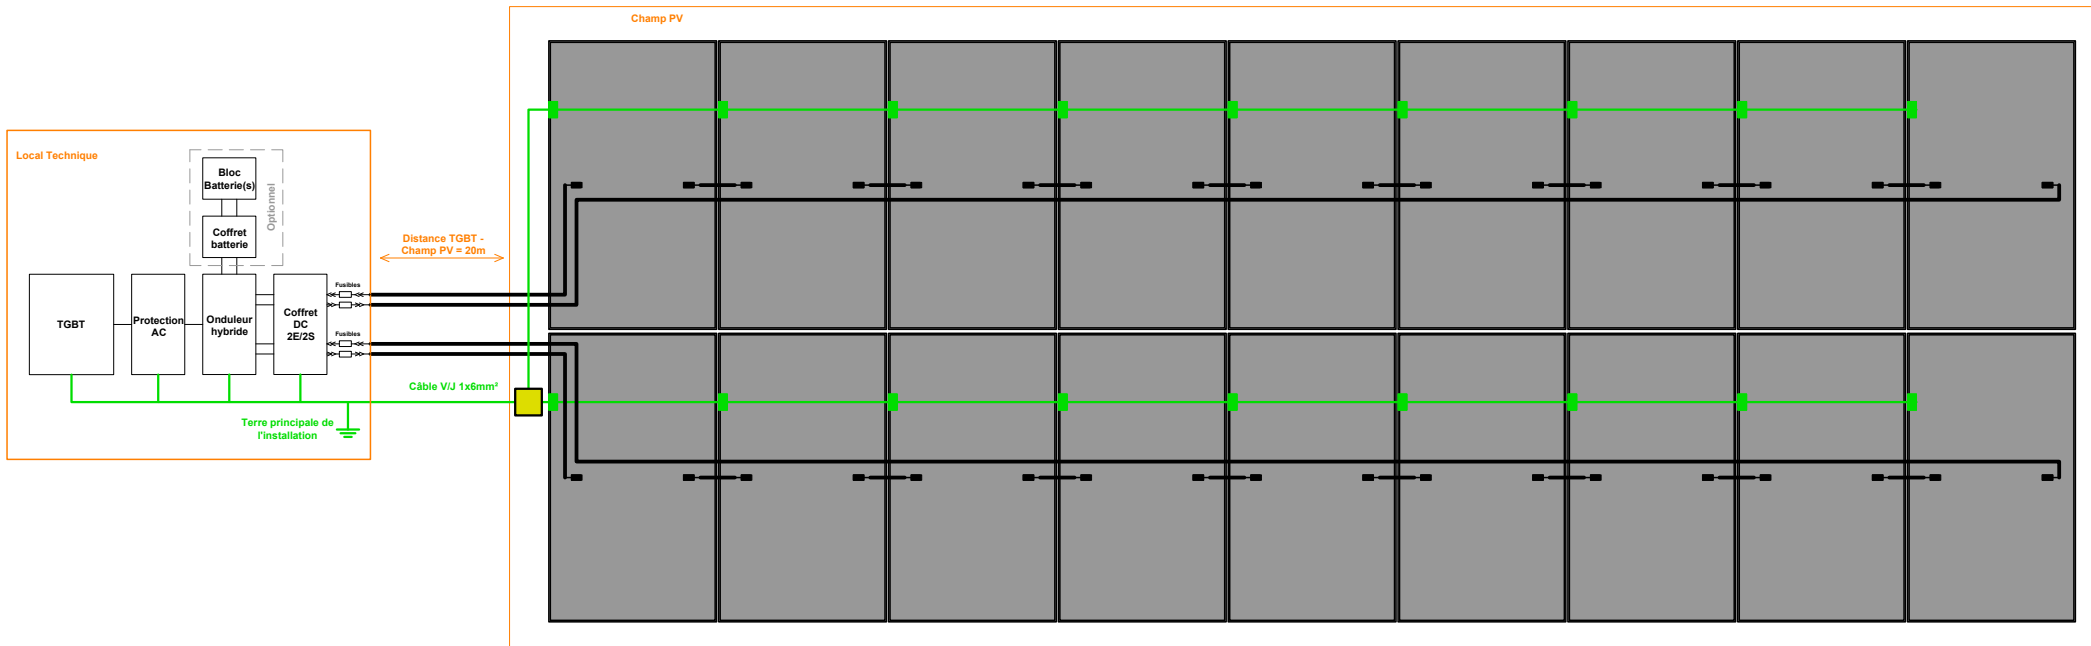 Champ PV
Local Technique
Bloc
Batterie(s)
Optionnel
Coffret
batterie
Distance TGBT -
Champ PV = 20m
TGBT
Protection
AC
Onduleur
hybride
Coffret
DC
2E/2S
Fusibles
Fusibles
Câble V/J 1x6mm²
Terre principale de
l'installation